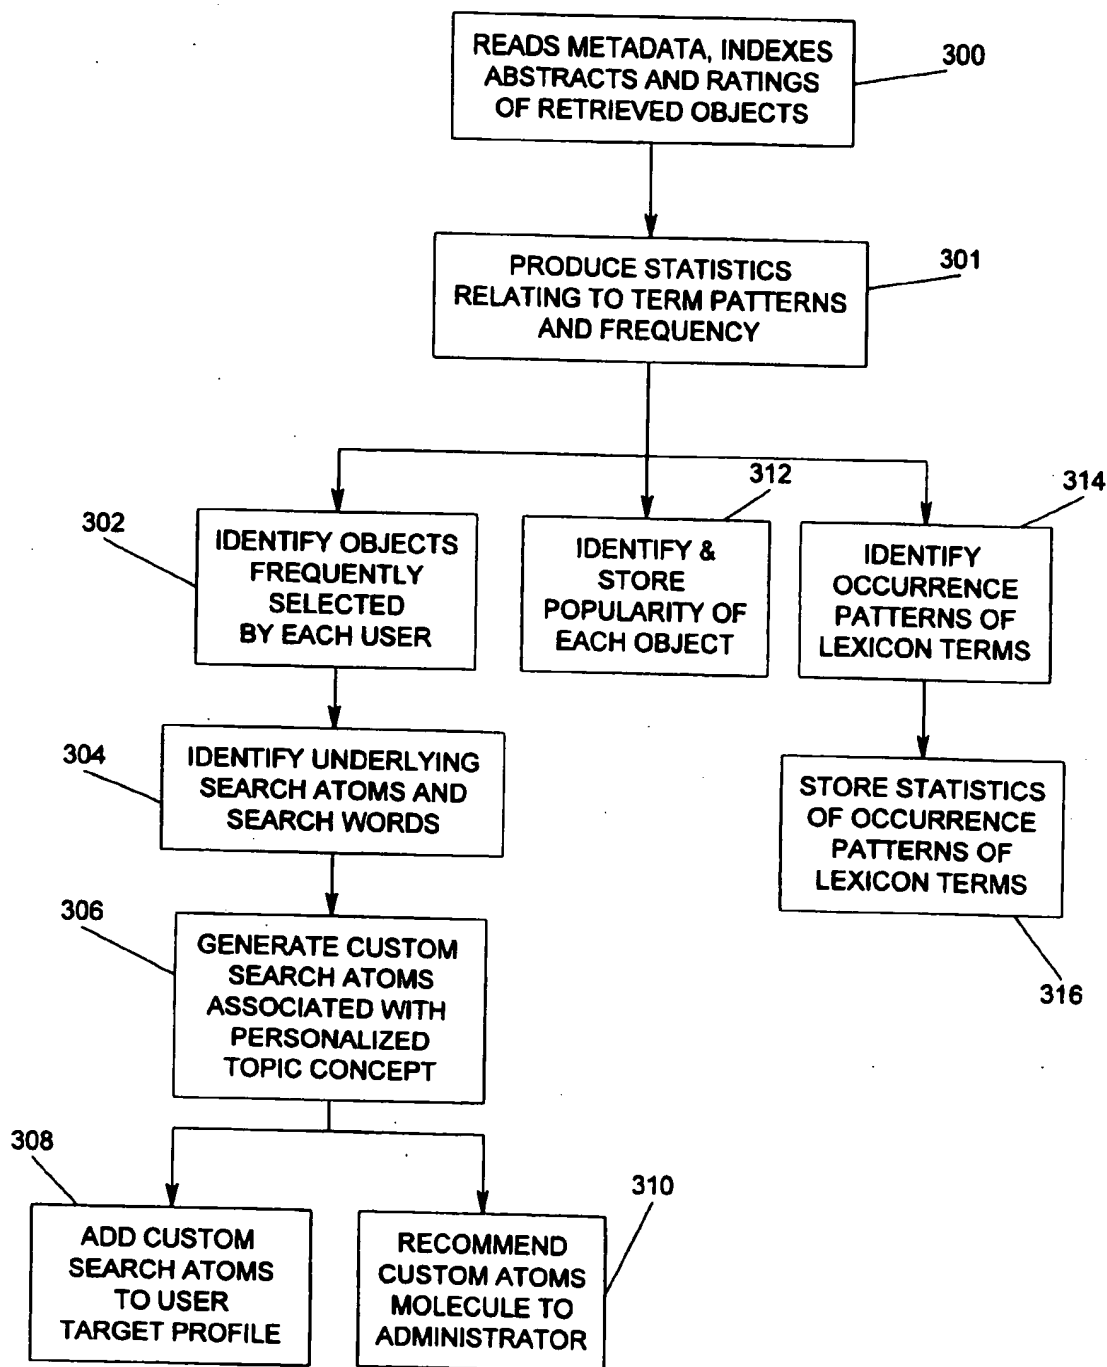 READS METADATA, INDEXES
ABSTRACTS AND RATINGS
OF RETRIEVED OBJECTS
300
PRODUCE STATISTICS
RELATING TO TERM PATTERNS
AND FREQUENCY
301
302
IDENTIFY OBJECTS
FREQUENTLY
SELECTED
BY EACH USER
312
IDENTIFY &
STORE
POPULARITY OF
EACH OBJECT
314
IDENTIFY
OCCURRENCE
PATTERNS OF
LEXICON TERMS
304
IDENTIFY UNDERLYING
SEARCH ATOMS AND
SEARCH WORDS
STORE STATISTICS
OF OCCURRENCE
PATTERNS OF
LEXICON TERMS
316
306
GENERATE CUSTOM
SEARCH ATOMS
ASSOCIATED WITH
PERSONALIZED
TOPIC CONCEPT
308
ADD CUSTOM
SEARCH ATOMS
TO USER
TARGET PROFILE
310
RECOMMEND
CUSTOM ATOMS
MOLECULE TO
ADMINISTRATOR